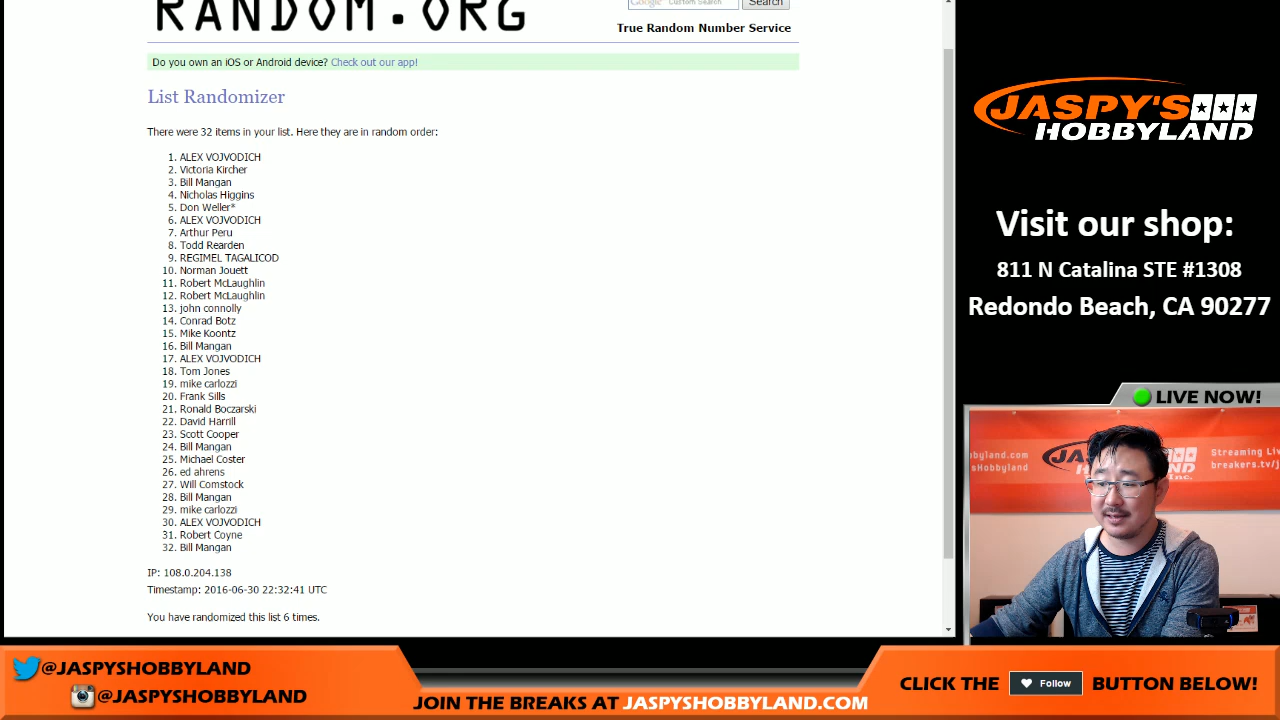 RANDOM.ORG
Google Custom Search
Search
True Random Number Service
Do you own an iOS or Android device? Check out our app!
List Randomizer
There were 32 items in your list. Here they are in random order:
1. ALEX VOJVODICH
2. Victoria Kircher
3. Bill Mangan
4. Nicholas Higgins
5. Don Weller*
6. ALEX VOJVODICH
7. Arthur Peru
8. Todd Rearden
9. REGIMEL TAGALICOD
10. Norman Jouett
11. Robert McLaughlin
12. Robert McLaughlin
13. john connolly
14. Conrad Botz
15. Mike Koontz
16. Bill Mangan
17. ALEX VOJVODICH
18. Tom Jones
19. mike carlozzi
20. Frank Sills
21. Ronald Boczarski
22. David Harrill
23. Scott Cooper
24. Bill Mangan
25. Michael Coster
26. ed ahrens
27. Will Comstock
28. Bill Mangan
29. mike carlozzi
30. ALEX VOJVODICH
31. Robert Coyne
32. Bill Mangan
IP: 108.0.204.138
Timestamp: 2016-06-30 22:32:41 UTC
You have randomized this list 6 times.
JASPY'S
HOBBYLAND
Visit our shop:
811 N Catalina STE #1308
Redondo Beach, CA 90277
LIVE NOW!
Streaming Li
breakers.tv/j
@JASPYSHOBBYLAND
@JASPYSHOBBYLAND
JOIN THE BREAKS AT JASPYSHOBBYLAND.COM
CLICK THE Follow BUTTON BELOW!